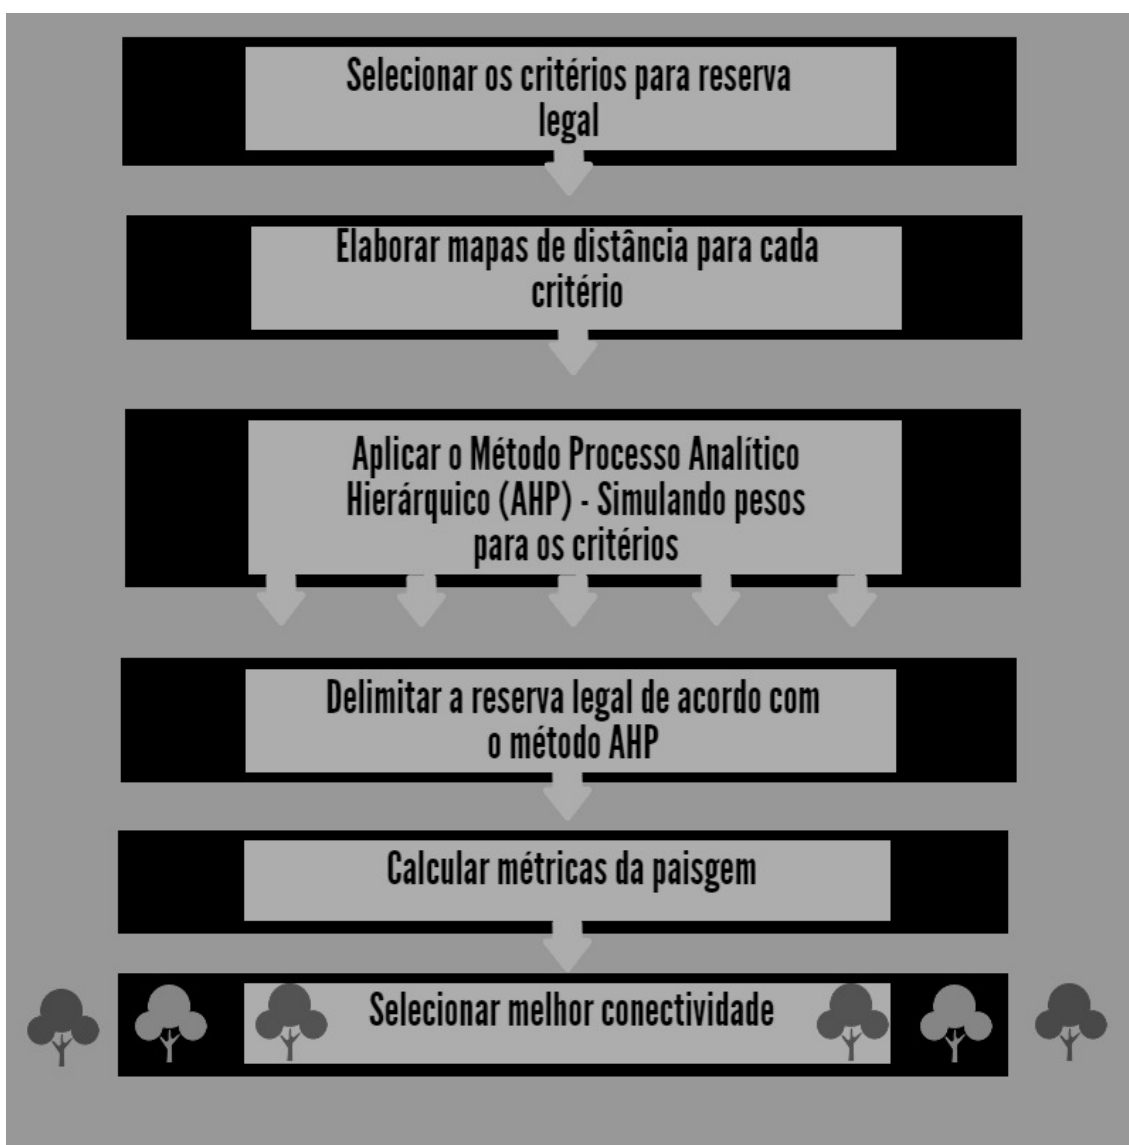 Selecionar os critérios para reserva
legal
Elaborar mapas de distância para cada
critério
Aplicar o Método Processo Analítico
Hierárquico (AHP) - Simulando pesos
para os critérios
Delimitar a reserva legal de acordo com
o método AHP
Calcular métricas da paisgem
Selecionar melhor conectividade